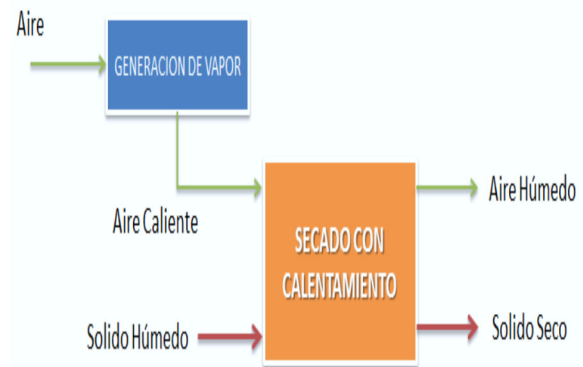 Aire
GENERACION DE VAPOR
Aire Caliente
Aire Húmedo
SECADO CON
CALENTAMIENTO
Solido Húmedo
Solido Seco